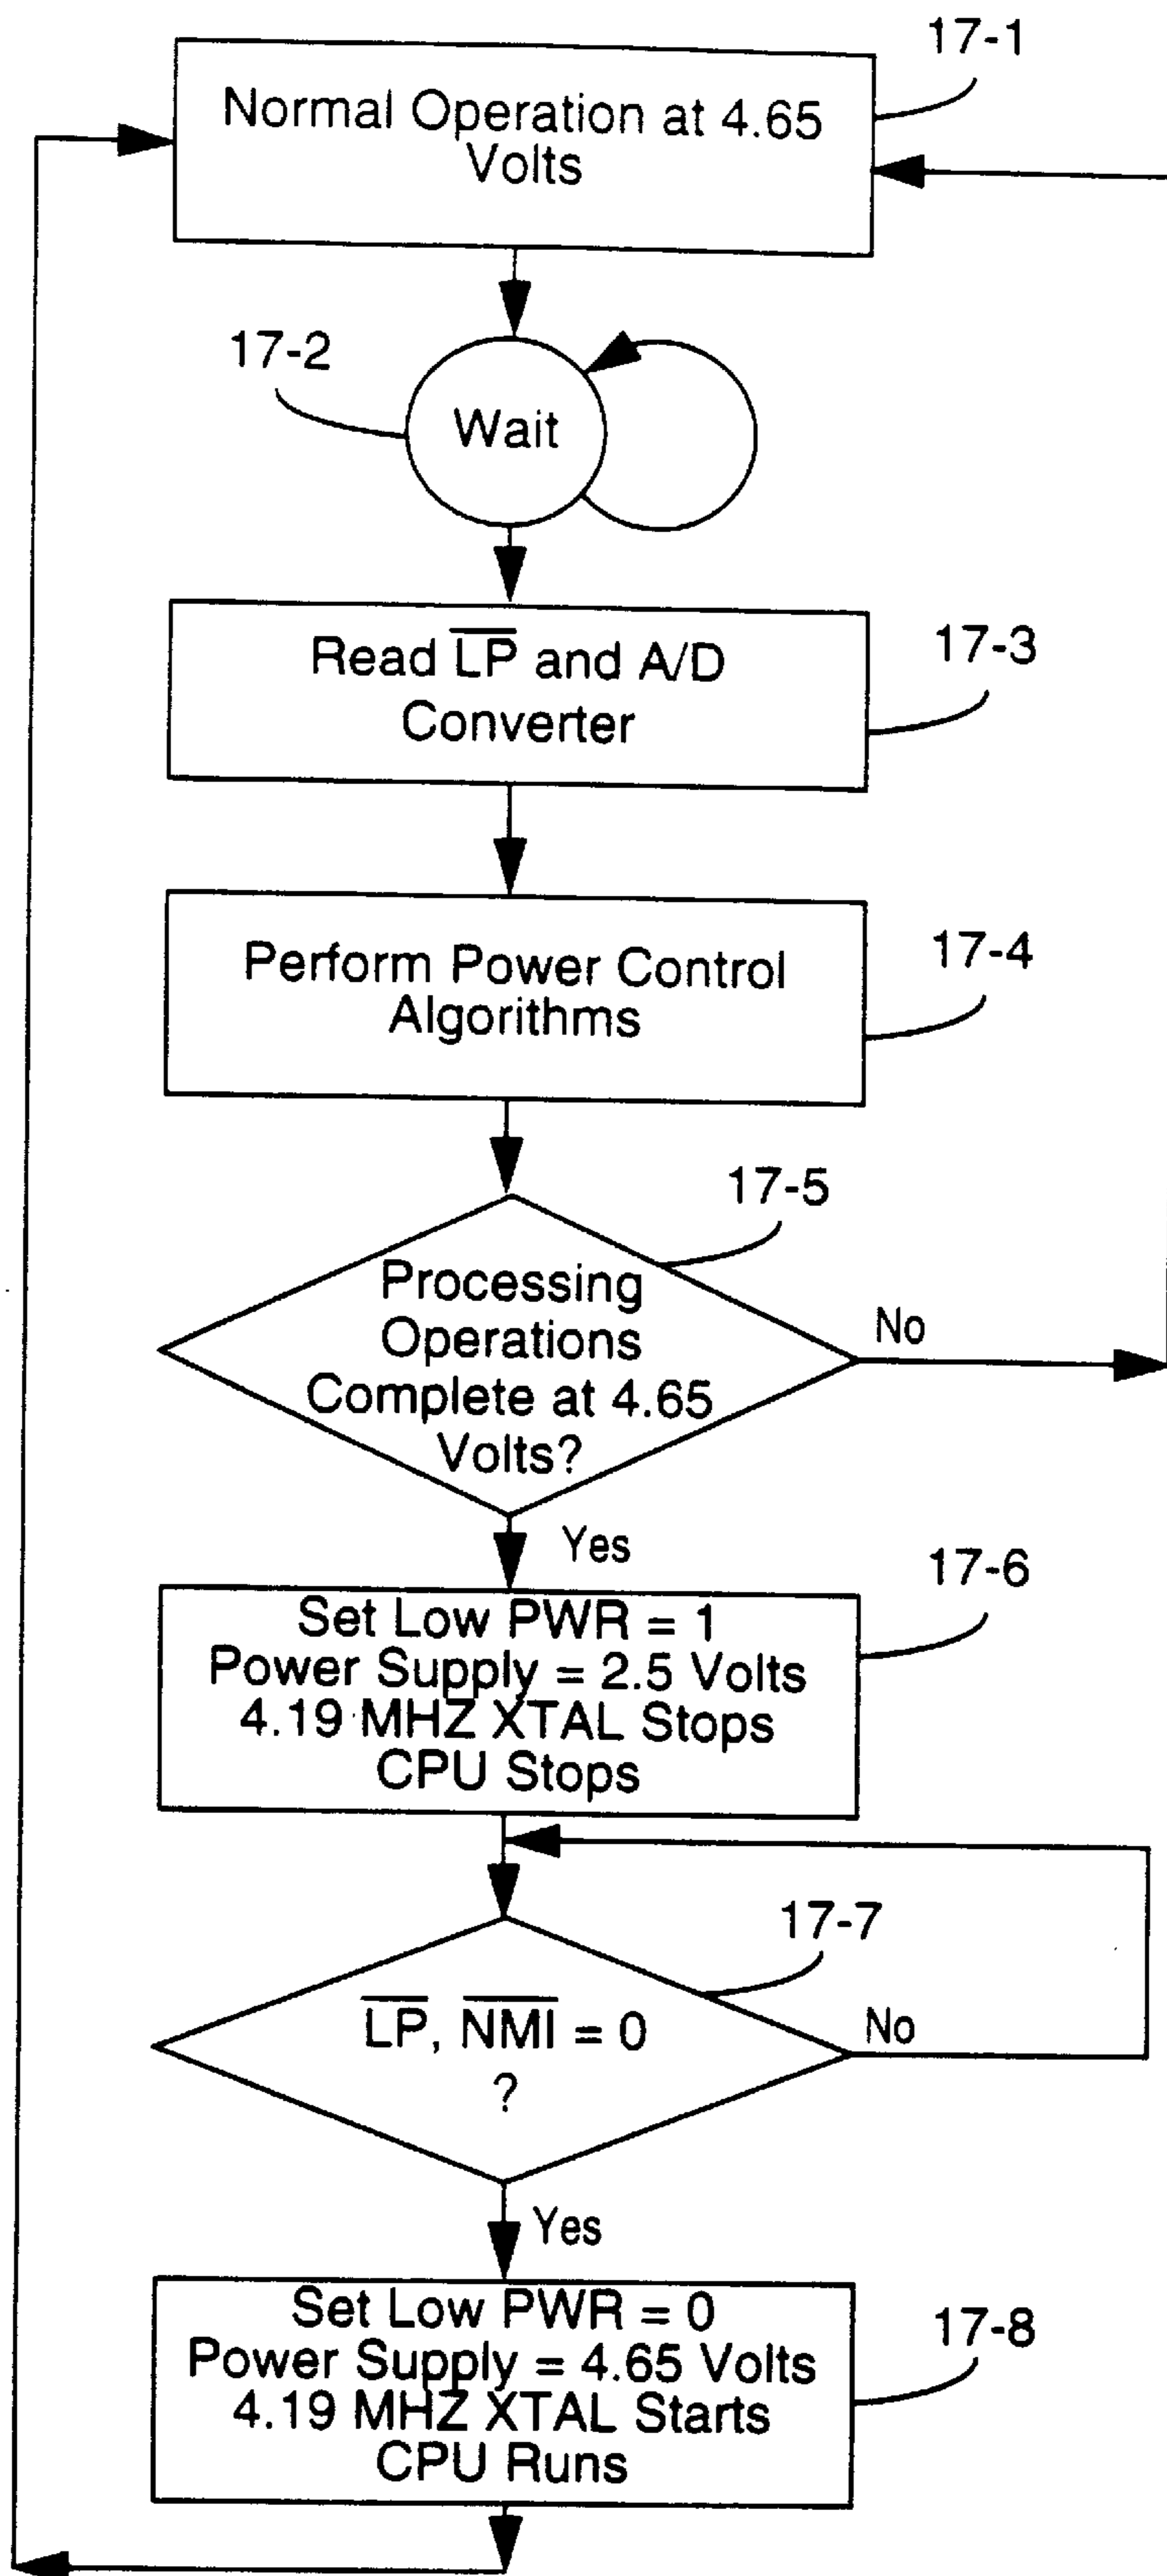 17-1
Normal Operation at 4.65
Volts
17-2
Wait
Read L̅P̅ and A/D
Converter
17-3
Perform Power Control
Algorithms
17-4
17-5
Processing
Operations
Complete at 4.65
Volts?
No
Yes
17-6
Set Low PWR = 1
Power Supply = 2.5 Volts
4.19 MHZ XTAL Stops
CPU Stops
17-7
L̅P̅, N̅M̅I̅ = 0
?
No
Yes
Set Low PWR = 0
Power Supply = 4.65 Volts
4.19 MHZ XTAL Starts
CPU Runs
17-8